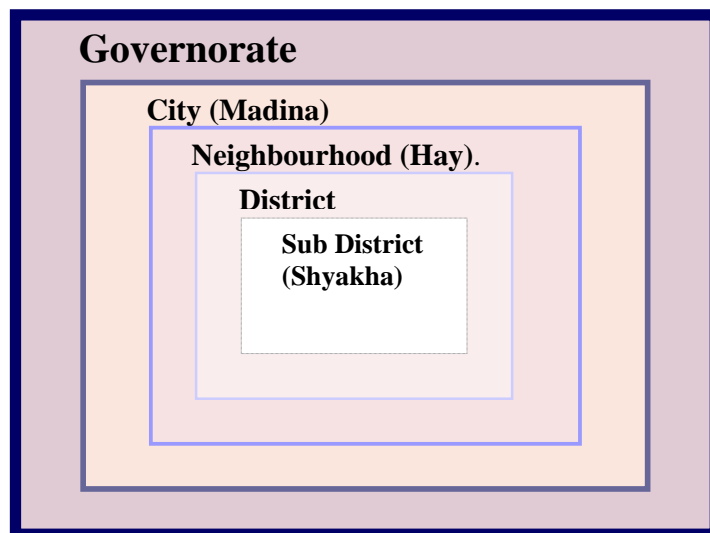 Governorate
City (Madina)
Neighbourhood (Hay).
District
Sub District
(Shyakha)